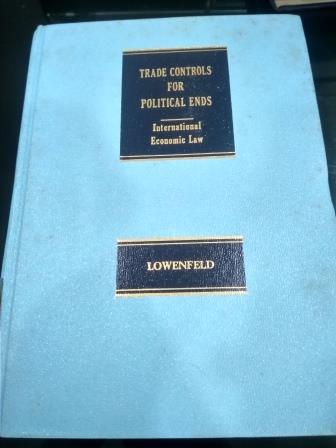 TRADE CONTROLS
FOR
POLITICAL ENDS
International
Economic Law
LOWENFELD